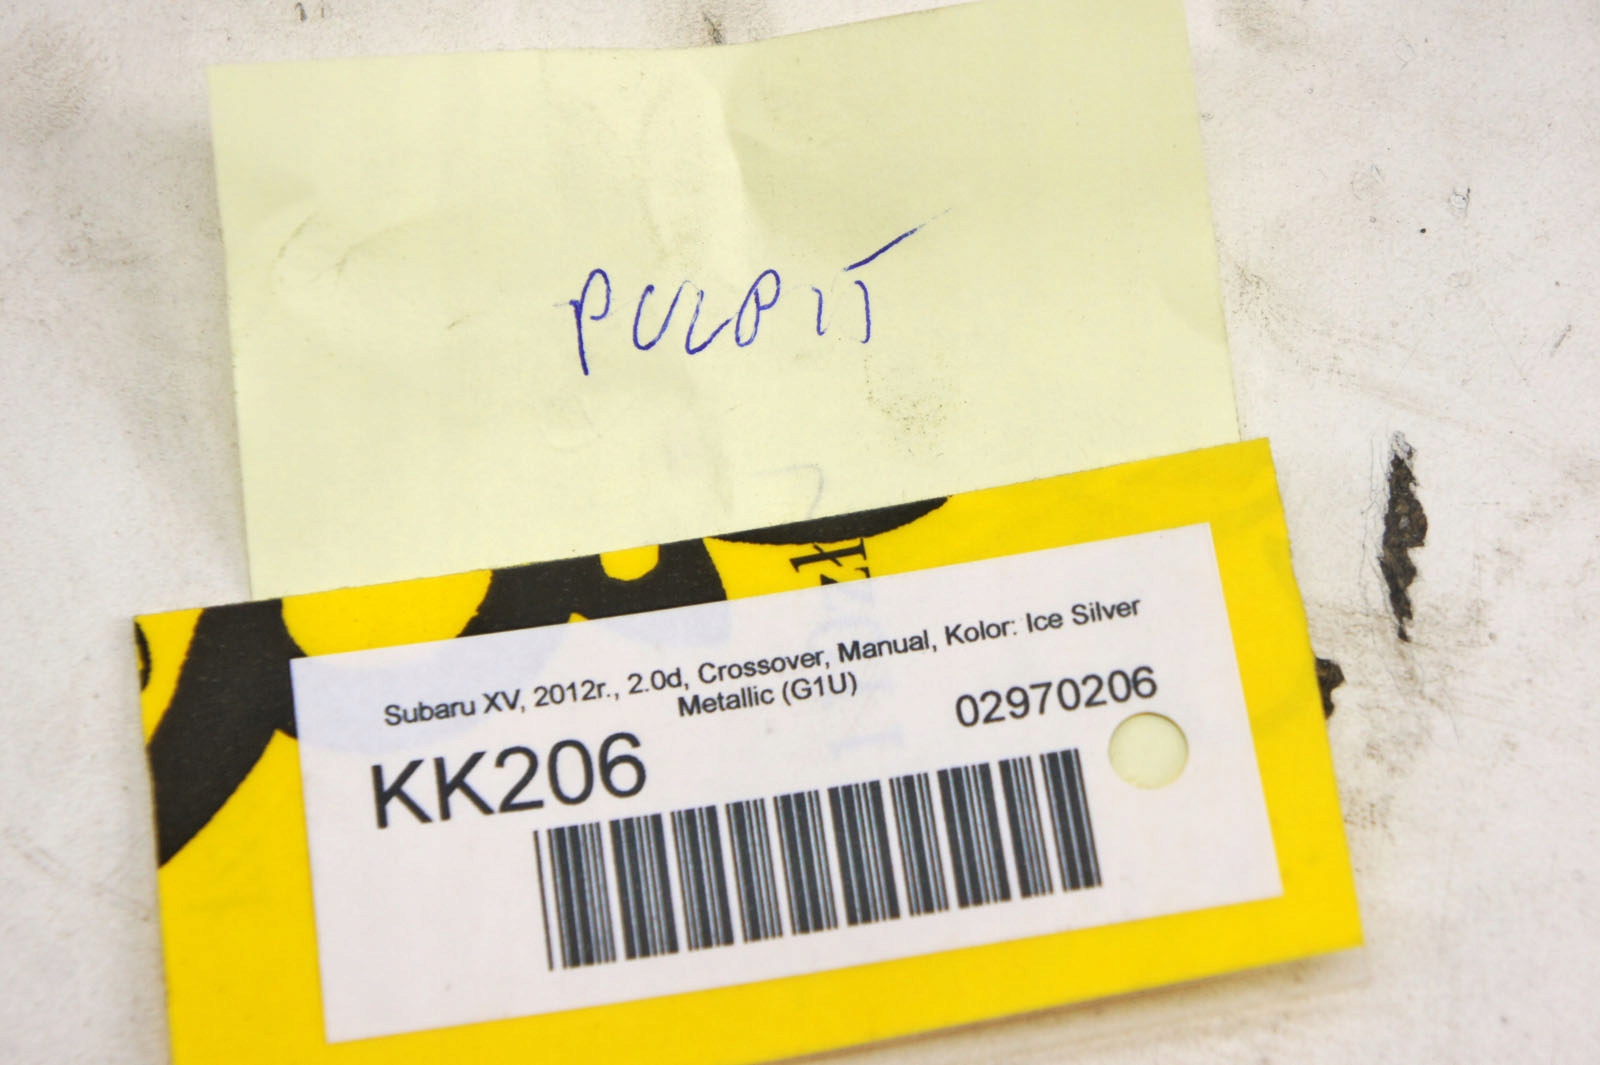 PULPIT
Subaru XV, 2012r., 2.0d, Crossover, Manual, Kolor: Ice Silver
Metallic (G1U)
02970206
KK206